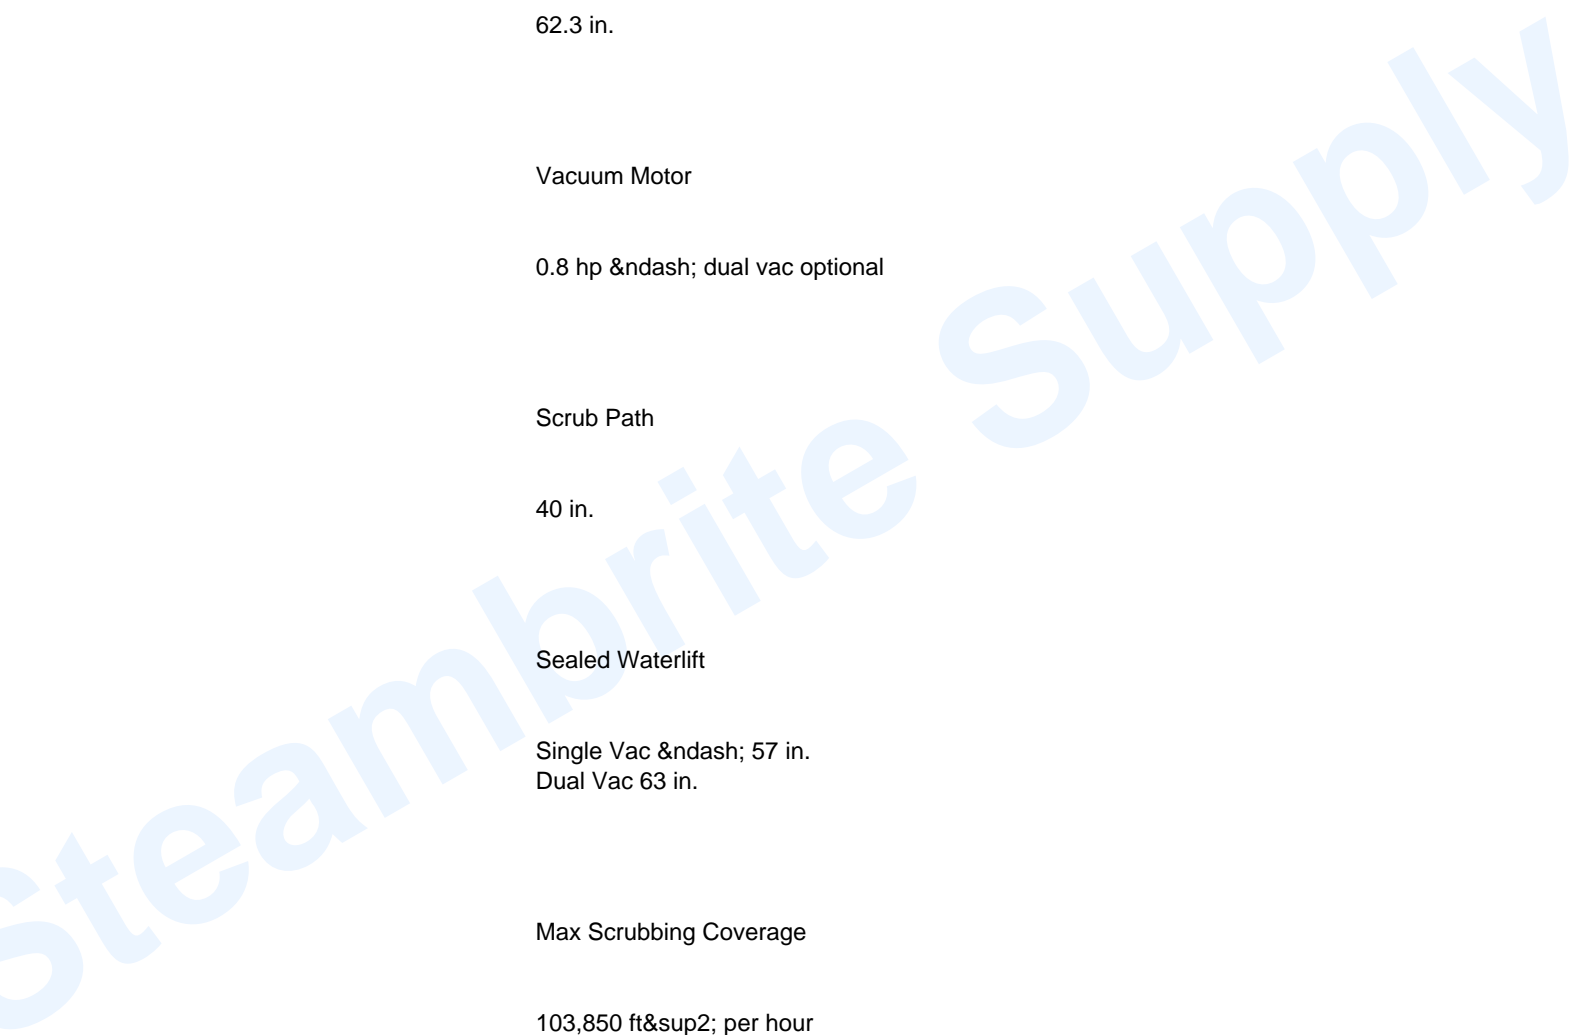 62.3 in.
Vacuum Motor
0.8 hp &ndash; dual vac optional
Scrub Path
40 in.
Sealed Waterlift
Single Vac &ndash; 57 in.
Dual Vac 63 in.
Max Scrubbing Coverage
103,850 ft&sup2; per hour
Steambrite Supply